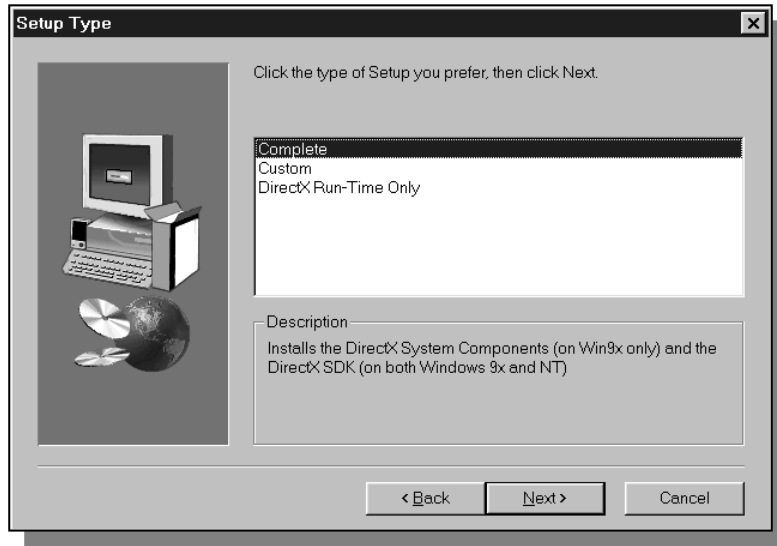 Setup Type
Click the type of Setup you prefer, then click Next.
Complete
Custom
DirectX Run-Time Only
Description
Installs the DirectX System Components (on Win9x only) and the
DirectX SDK (on both Windows 9x and NT)
< Back Next > Cancel